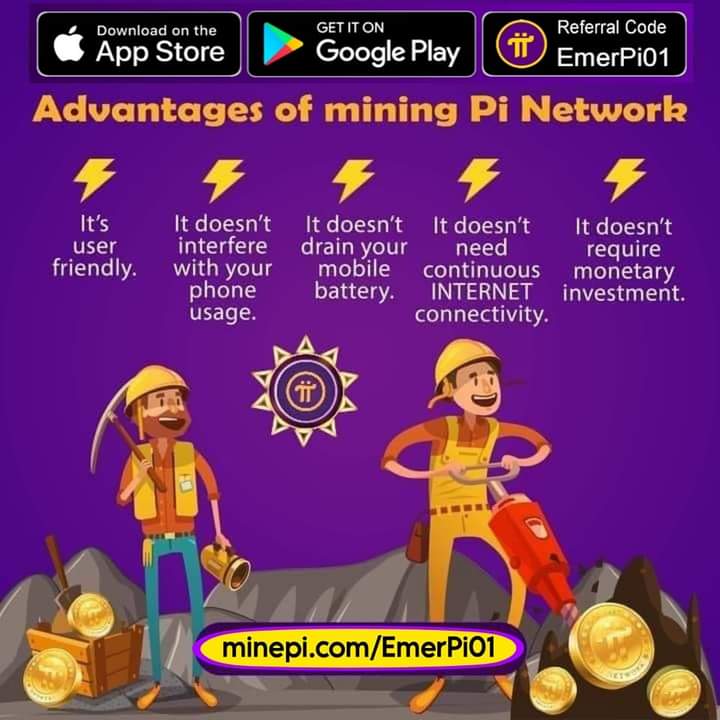 Download on the
App Store
GET IT ON
Google Play
Referral Code
EmerPi01
Advantages of mining Pi Network
It's
user
friendly.
It doesn't
interfere
with your
phone
usage.
It doesn't
drain your
mobile
battery.
It doesn't
need
continuous
INTERNET
connectivity.
It doesn't
require
monetary
investment.
minepi.com/EmerPi01